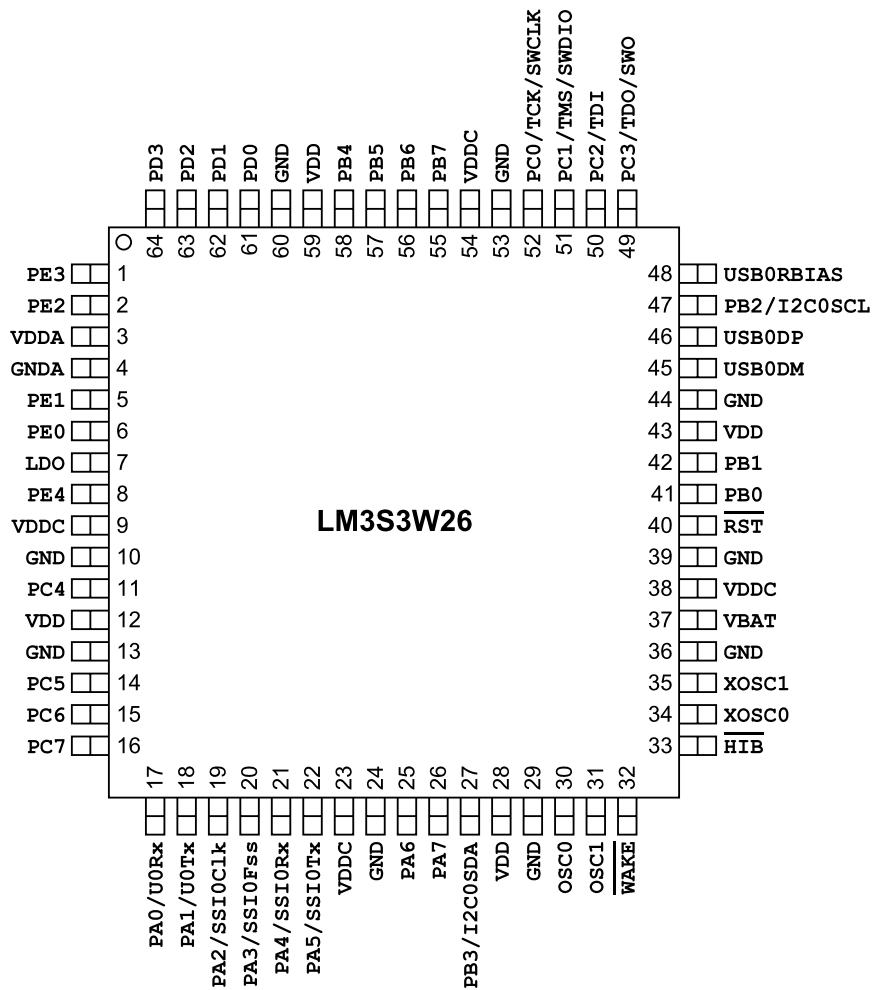 PD3
PD2
PD1
PD0
GND
VDD
PB4
PB5
PB6
PB7
VDDC
GND
PC0/TCK/SWCLK
PC1/TMS/SWDIO
PC2/TDI
PC3/TDO/SWO
64 63 62 61 60 59 58 57 56 55 54 53 52 51 50 49
PE3 1 48 USB0RBIAS
PE2 2 47 PB2/I2C0SCL
VDDA 3 46 USB0DP
GNDA 4 45 USB0DM
PE1 5 44 GND
PE0 6 43 VDD
LDO 7 42 PB1
PE4 8 41 PB0
VDDC 9 40 RST
LM3S3W26
GND 10 39 GND
PC4 11 38 VDDC
VDD 12 37 VBAT
GND 13 36 GND
PC5 14 35 XOSC1
PC6 15 34 XOSC0
PC7 16 33 HIB
17 18 19 20 21 22 23 24 25 26 27 28 29 30 31 32
PA0/U0Rx
PA1/U0Tx
PA2/SSI0Clk
PA3/SSI0Fss
PA4/SSI0Rx
PA5/SSI0Tx
VDDC
GND
PA6
PA7
PB3/I2C0SDA
VDD
GND
OSC0
OSC1
WAKE